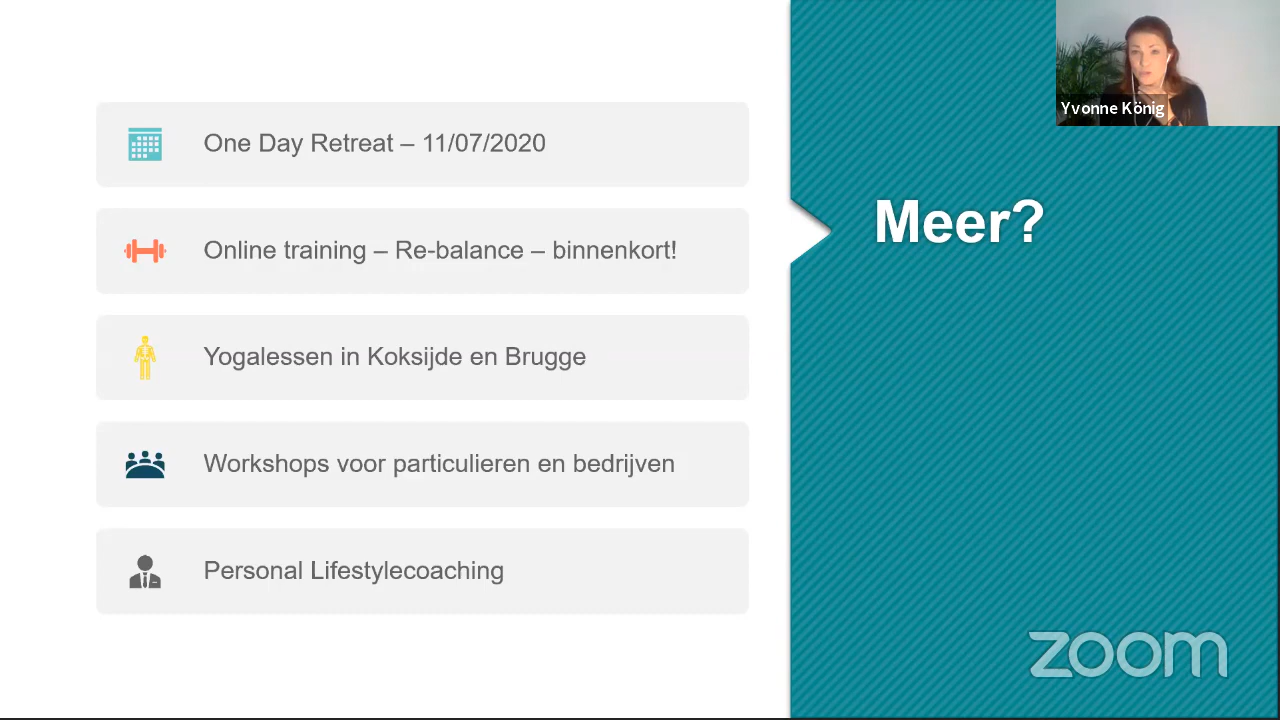 One Day Retreat – 11/07/2020
Online training – Re-balance – binnenkort!
Yogalessen in Koksijde en Brugge
Workshops voor particulieren en bedrijven
Personal Lifestylecoaching
Meer?
Yvonne König
zoom